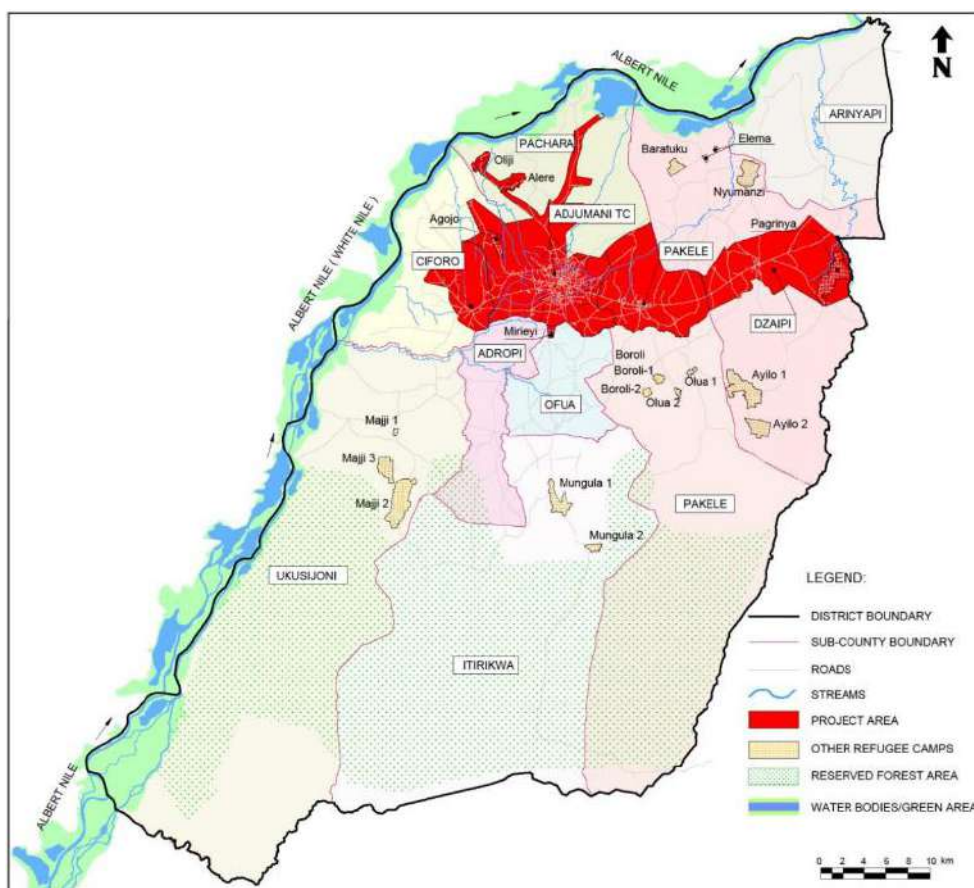 ALBERT NILE
N
ARINYAPI
PACHARA
Elema
Baratuku
Oliji
Alere
Nyumanzi
ADJUMANI TC
Agojo
Pagrinya
ALBERT NILE ( WHITE NILE )
PAKELE
CIFORO
DZAIPI
Mirieyi
ADROPI
Boroli
Boroli-1
Olua 1
Ayilo 1
Boroli-2
Olua 2
OFUA
Majji 1
Ayilo 2
Majji 3
Mungula 1
Majji 2
PAKELE
Mungula 2
UKUSIJONI
ITIRIKWA
ALBERT NILE
LEGEND:
DISTRICT BOUNDARY
SUB-COUNTY BOUNDARY
ROADS
STREAMS
PROJECT AREA
OTHER REFUGEE CAMPS
RESERVED FOREST AREA
WATER BODIES/GREEN AREA
0 2 4 6 8 10 km